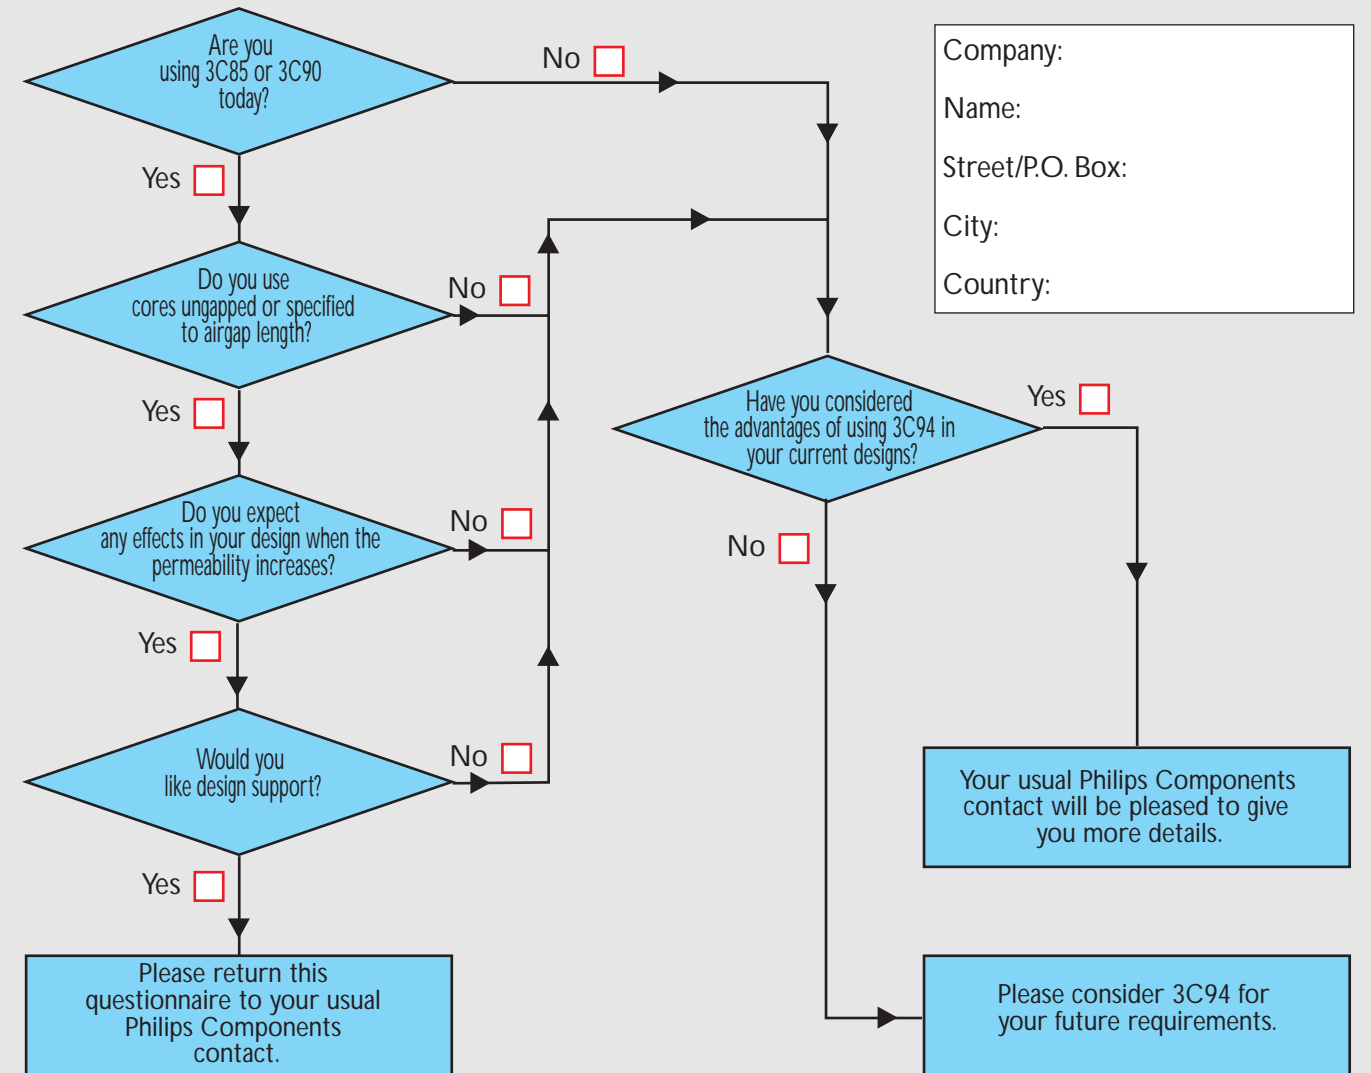 Are you
using 3C85 or 3C90
today?
No
Yes
Do you use
cores ungapped or specified
to airgap length?
No
Yes
Do you expect
any effects in your design when the
permeability increases?
No
Yes
Would you
like design support?
No
Yes
Please return this
questionnaire to your usual
Philips Components
contact.
Company:
Name:
Street/P.O. Box:
City:
Country:
Have you considered
the advantages of using 3C94 in
your current designs?
Yes
No
Your usual Philips Components
contact will be pleased to give
you more details.
Please consider 3C94 for
your future requirements.